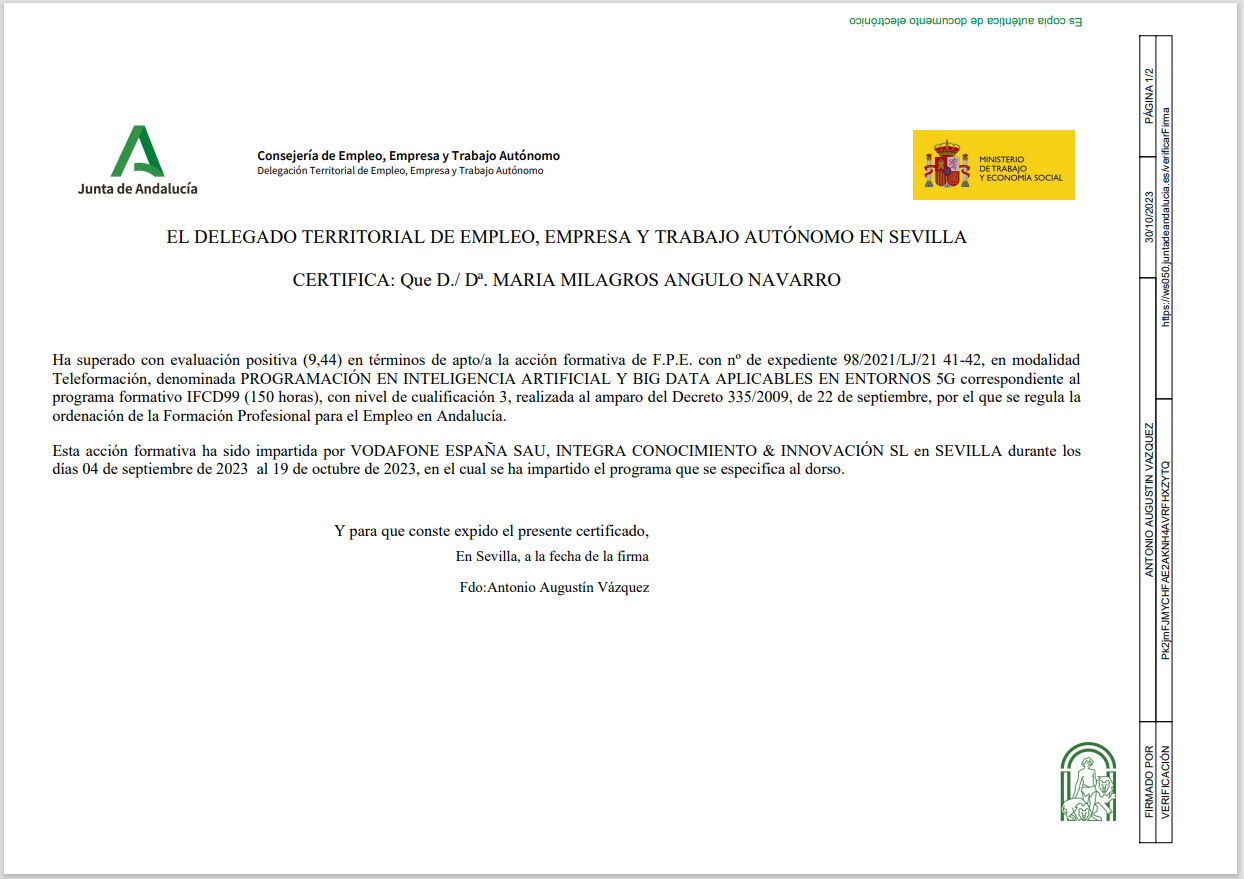 Es copia auténtica de documento electrónico
Junta de Andalucía
Consejería de Empleo, Empresa y Trabajo Autónomo
Delegación Territorial de Empleo, Empresa y Trabajo Autónomo
MINISTERIO
DE TRABAJO
Y ECONOMÍA SOCIAL
EL DELEGADO TERRITORIAL DE EMPLEO, EMPRESA Y TRABAJO AUTÓNOMO EN SEVILLA
CERTIFICA: Que D./ Dª. MARIA MILAGROS ANGULO NAVARRO
Ha superado con evaluación positiva (9,44) en términos de apto/a la acción formativa de F.P.E. con nº de expediente 98/2021/LJ/21 41-42, en modalidad
Teleformación, denominada PROGRAMACIÓN EN INTELIGENCIA ARTIFICIAL Y BIG DATA APLICABLES EN ENTORNOS 5G correspondiente al
programa formativo IFCD99 (150 horas), con nivel de cualificación 3, realizada al amparo del Decreto 335/2009, de 22 de septiembre, por el que se regula la
ordenación de la Formación Profesional para el Empleo en Andalucía.
Esta acción formativa ha sido impartida por VODAFONE ESPAÑA SAU, INTEGRA CONOCIMIENTO & INNOVACIÓN SL en SEVILLA durante los
días 04 de septiembre de 2023 al 19 de octubre de 2023, en el cual se ha impartido el programa que se especifica al dorso.
Y para que conste expido el presente certificado,
En Sevilla, a la fecha de la firma
Fdo:Antonio Augustín Vázquez
FIRMADO POR ANTONIO AUGUSTIN VAZQUEZ 30/10/2023 PÁGINA 1/2
VERIFICACIÓN Pk2jmFJMYCHFAE2AKNH4AVRFHXZYTQ https://ws050.juntadeandalucia.es/verificarFirma